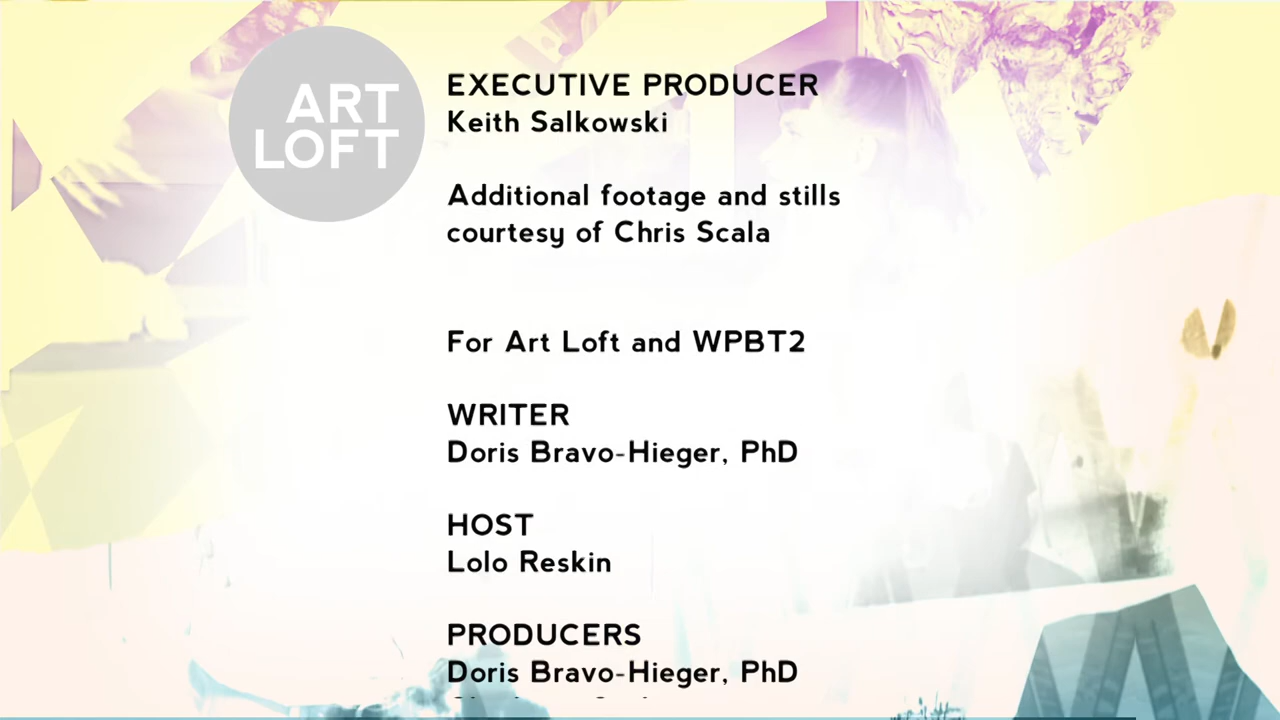 ART
LOFT
EXECUTIVE PRODUCER
Keith Salkowski
Additional footage and stills
courtesy of Chris Scala
For Art Loft and WPBT2
WRITER
Doris Bravo-Hieger, PhD
HOST
Lolo Reskin
PRODUCERS
Doris Bravo-Hieger, PhD